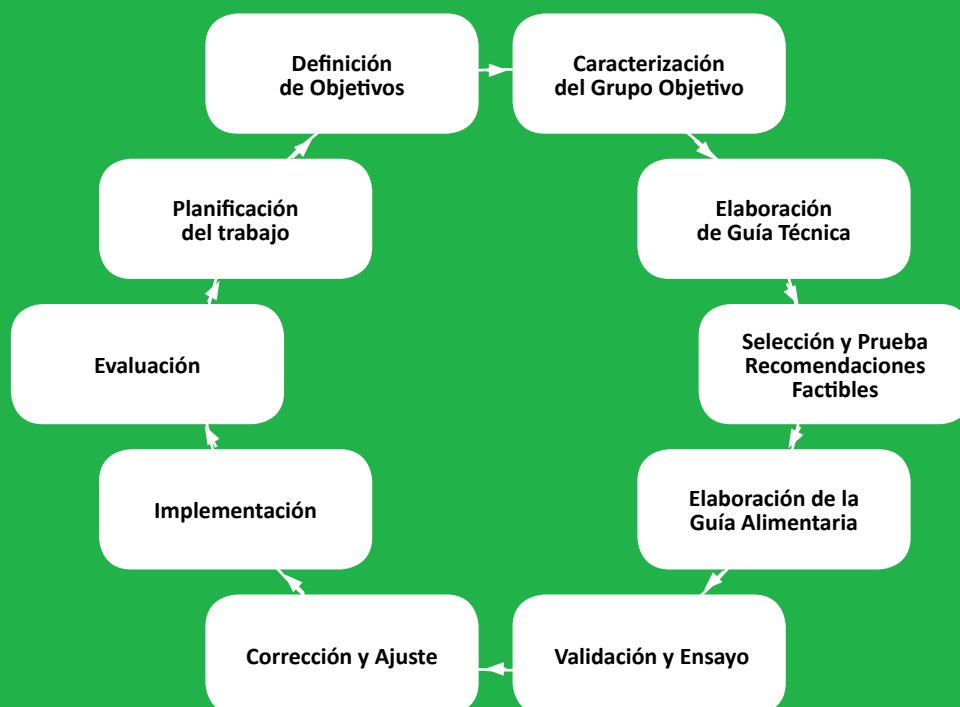 Definición
de Objetivos
Caracterización
del Grupo Objetivo
Planificación
del trabajo
Elaboración
de Guía Técnica
Evaluación
Selección y Prueba
Recomendaciones
Factibles
Implementación
Elaboración de la
Guía Alimentaria
Corrección y Ajuste
Validación y Ensayo